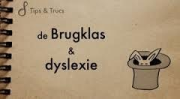 Tips & Trucs
de Brugklas
&
dyslexie